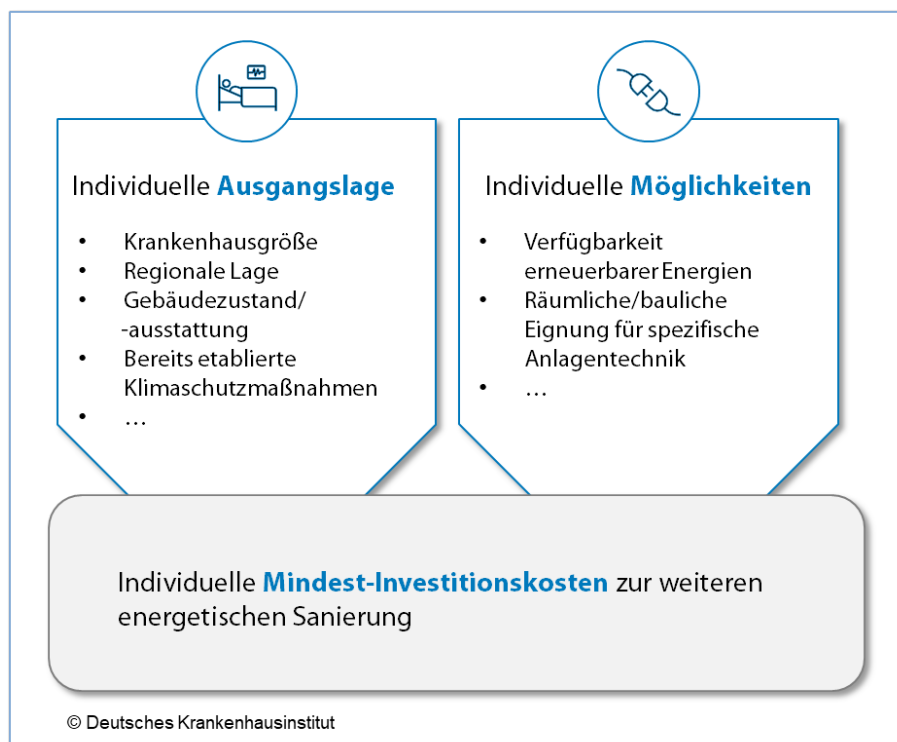 Individuelle Ausgangslage
• Krankenhausgröße
• Regionale Lage
• Gebäudezustand/
-ausstattung
• Bereits etablierte
Klimaschutzmaßnahmen
• …
Individuelle Möglichkeiten
• Verfügbarkeit
erneuerbarer Energien
• Räumliche/bauliche
Eignung für spezifische
Anlagentechnik
• …
Individuelle Mindest-Investitionskosten zur weiteren
energetischen Sanierung
© Deutsches Krankenhausinstitut